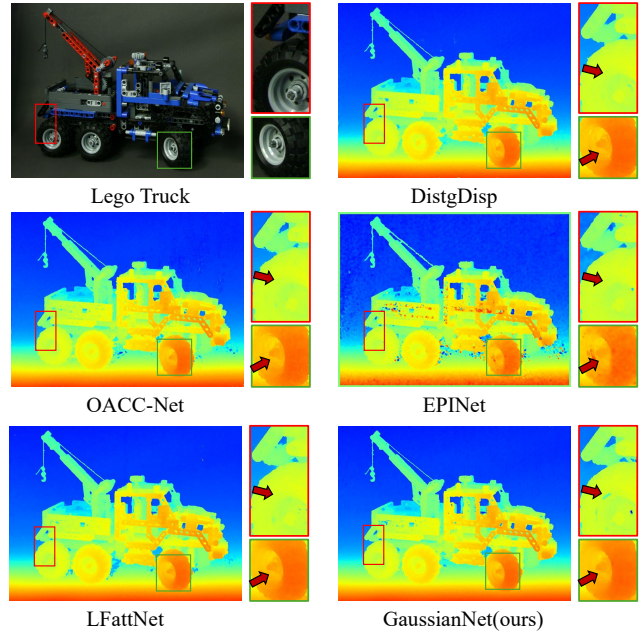 Lego Truck
DistgDisp
OACC-Net
EPINet
LFattNet
GaussianNet(ours)